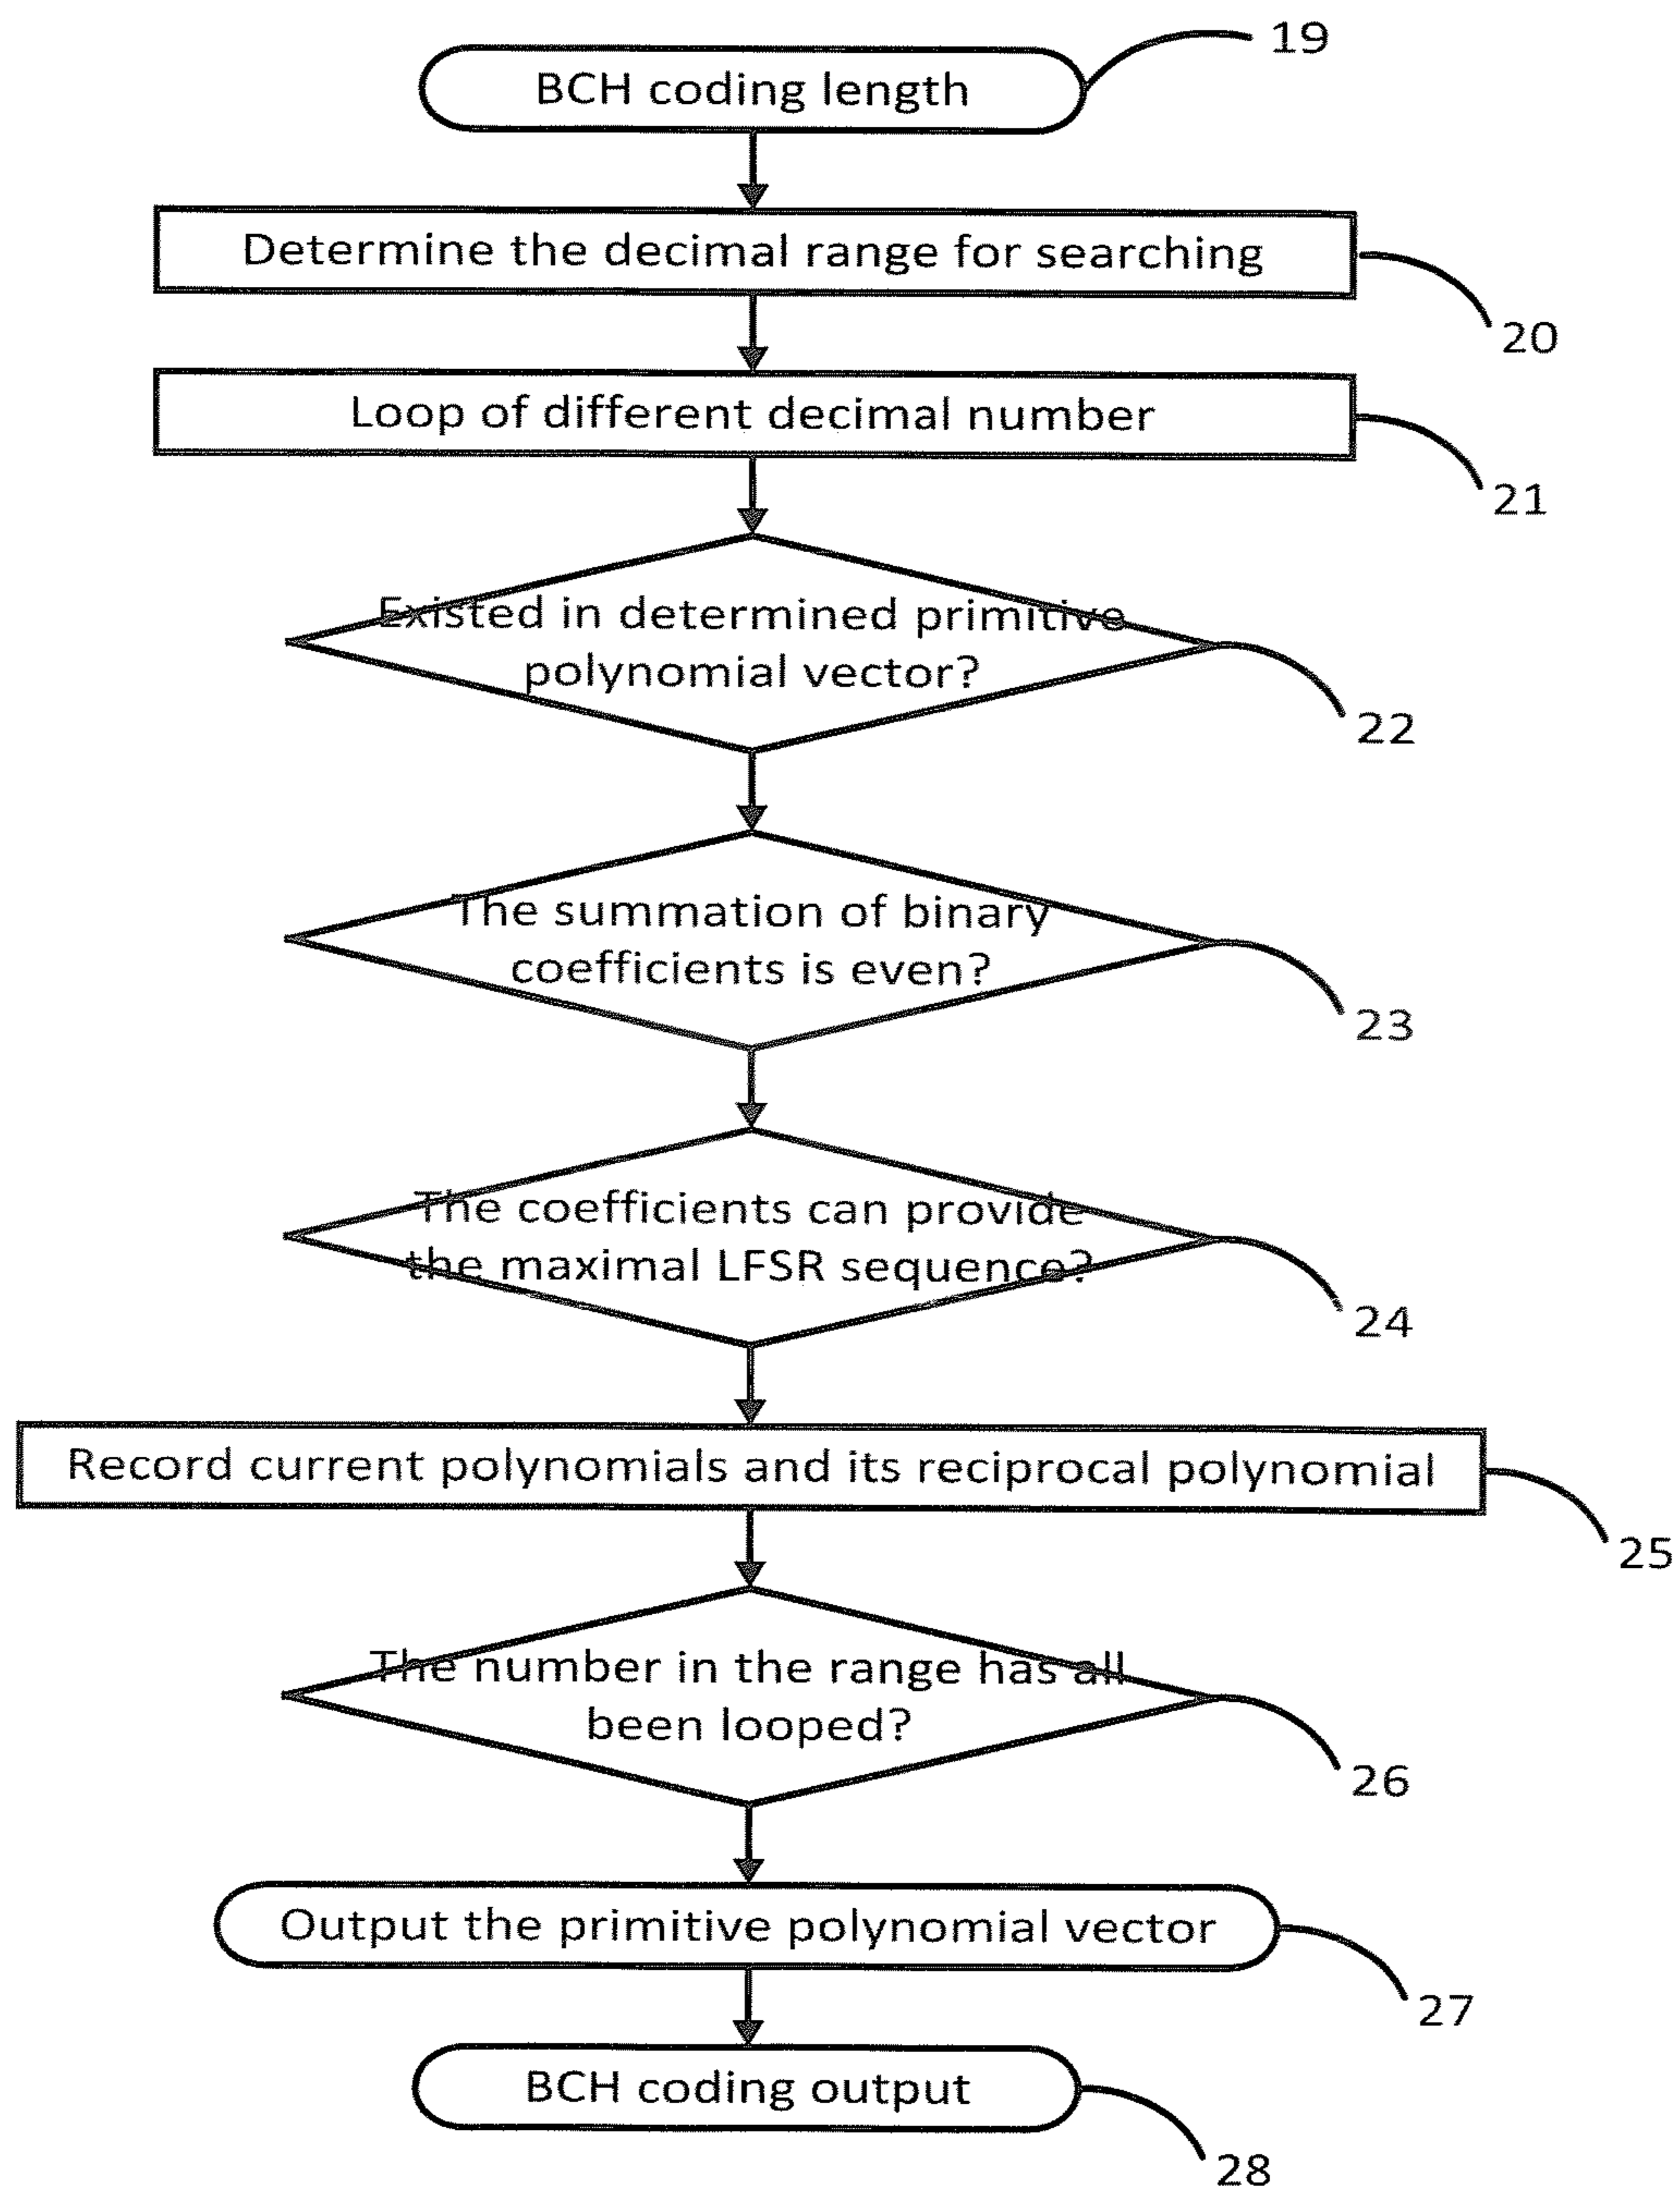 19
BCH coding length
Determine the decimal range for searching
20
Loop of different decimal number
21
Existed in determined primitive
polynomial vector?
22
The summation of binary
coefficients is even?
23
The coefficients can provide
the maximal LFSR sequence?
24
Record current polynomials and its reciprocal polynomial
25
The number in the range has all
been looped?
26
Output the primitive polynomial vector
27
BCH coding output
28